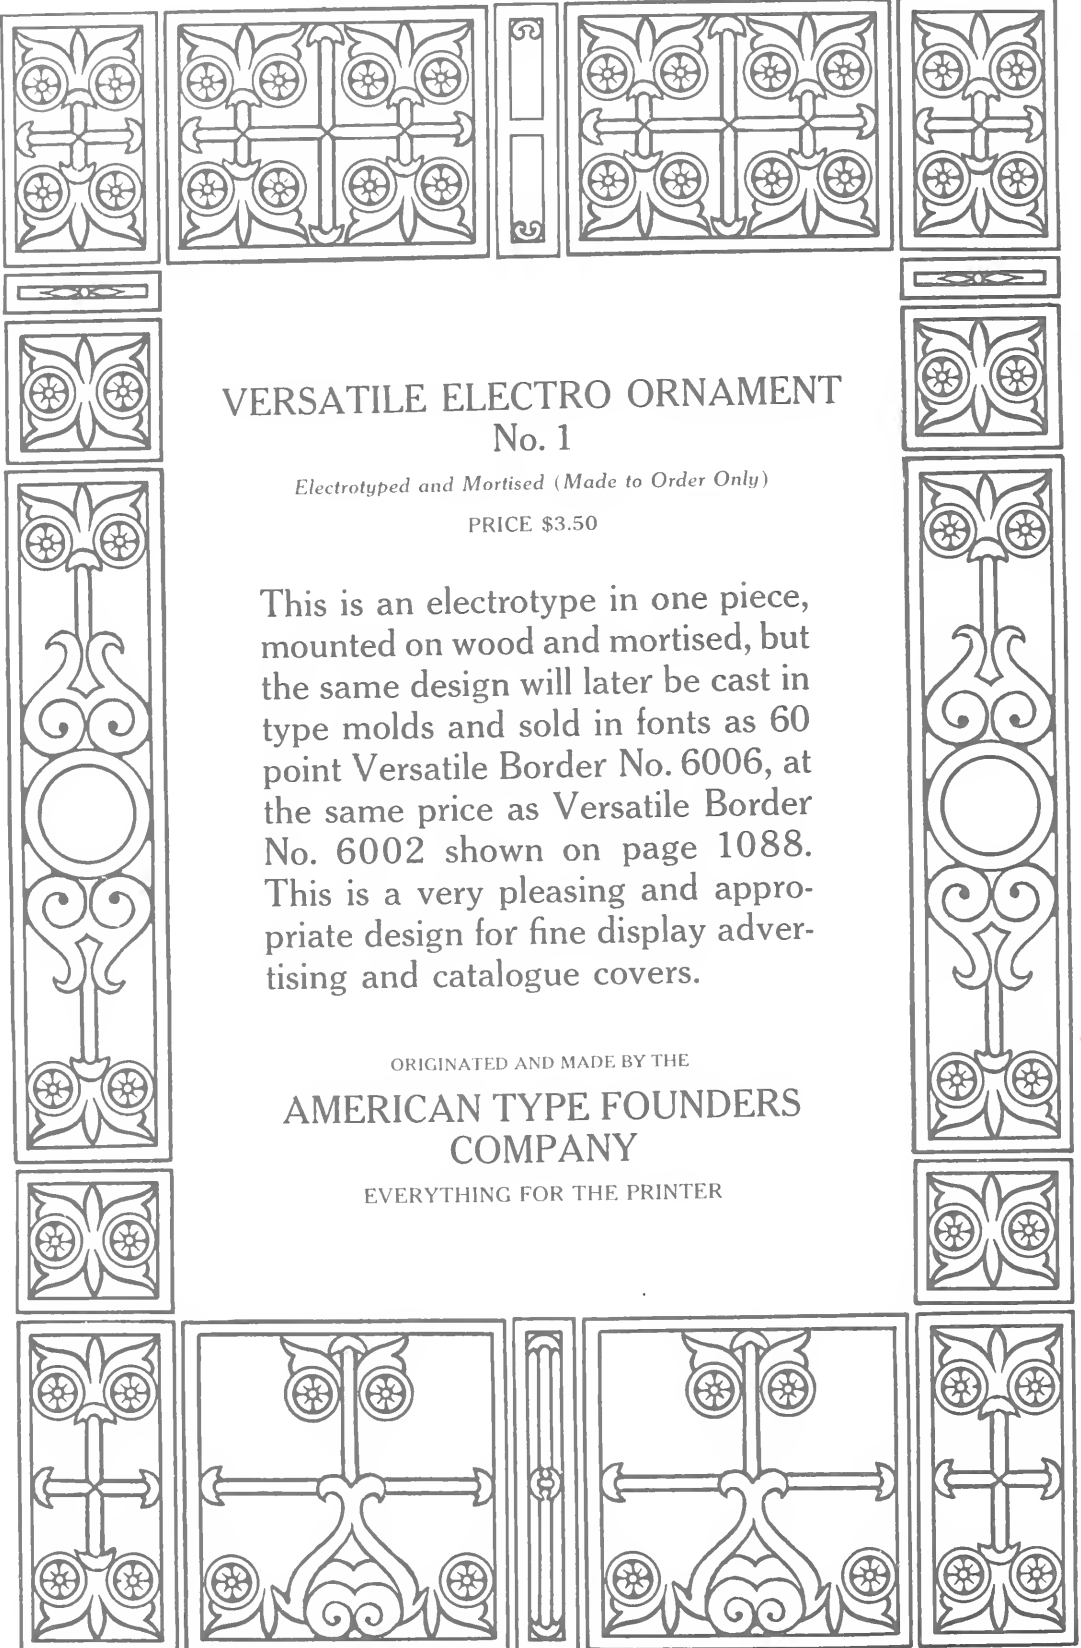 VERSATILE ELECTRO ORNAMENT
No. 1
Electrotyped and Mortised (Made to Order Only)
PRICE $3.50
This is an electrotype in one piece,
mounted on wood and mortised, but
the same design will later be cast in
type molds and sold in fonts as 60
point Versatile Border No. 6006, at
the same price as Versatile Border
No. 6002 shown on page 1088.
This is a very pleasing and appro-
priate design for fine display adver-
tising and catalogue covers.
ORIGINATED AND MADE BY THE
AMERICAN TYPE FOUNDERS
COMPANY
EVERYTHING FOR THE PRINTER